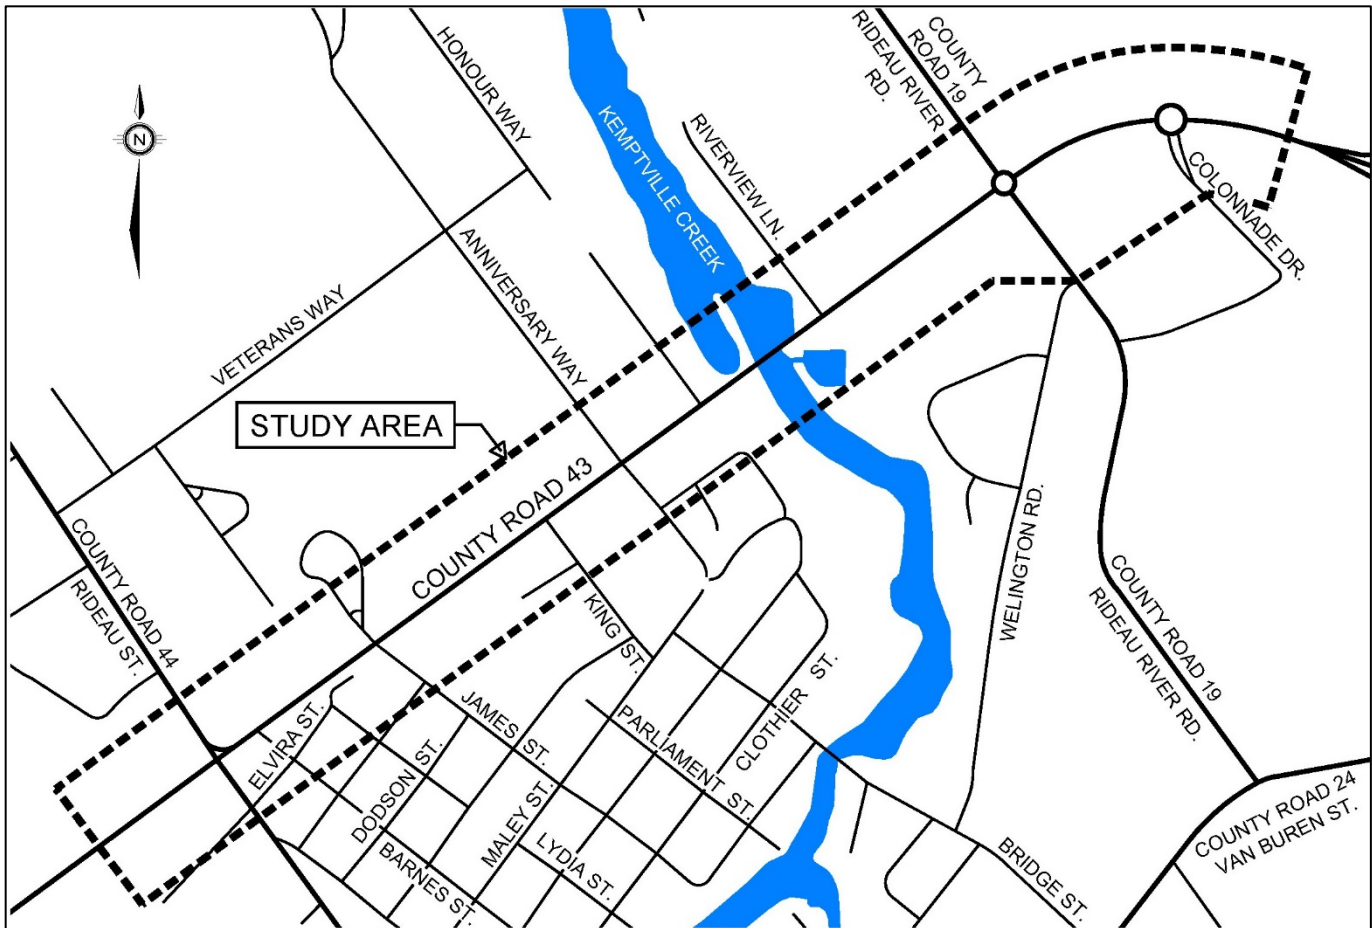 HONOUR WAY
COUNTY
ROAD 19
RIDEAU RIVER
RD.
N
KEMPTVILLE CREEK
RIVERVIEW LN.
COLONNADE DR.
ANNIVERSARY WAY
VETERANS WAY
STUDY AREA
COUNTY ROAD 43
COUNTY ROAD 44
RIDEAU ST.
KING ST.
WELINGTON RD.
COUNTY ROAD 19
RIDEAU RIVER RD.
ELVIRA ST.
JAMES ST.
PARLIAMENT ST.
CLOTHIER ST.
DODSON ST.
MALEY ST.
BARNES ST.
LYDIA ST.
BRIDGE ST.
COUNTY ROAD 24
VAN BUREN ST.